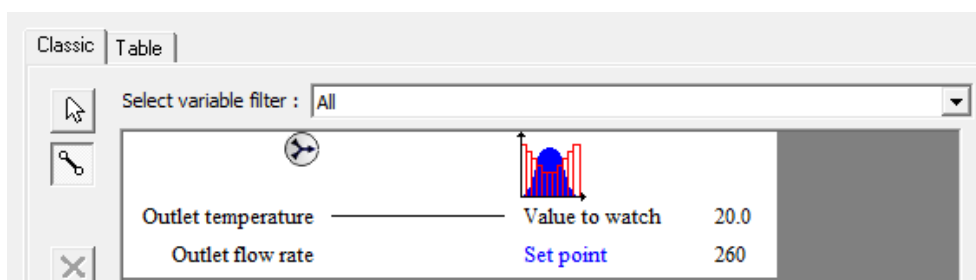 Classic Table
Select variable filter : All
Outlet temperature Value to watch 20.0
Outlet flow rate Set point 260